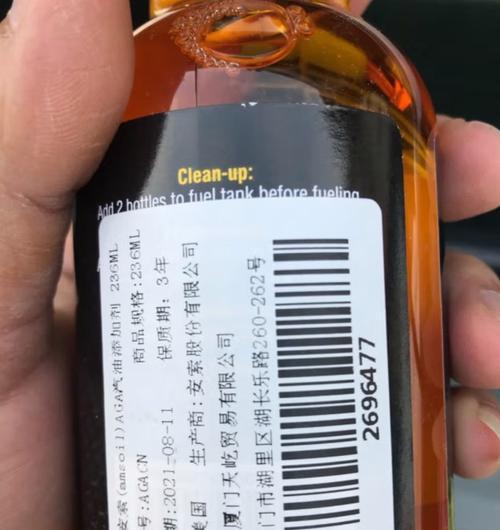 Clean-up:
Add 2 bottles to fuel tank before fueling
安索(amsoil)AGA汽油添加剂 236ML
号:AGACN 商品规格:236ML
期:2021-08-11 保质期: 3年
美国 生产商:安索股份有限公司
厦门天屹贸易有限公司
门市湖里区湖长乐路260-262号
2696477